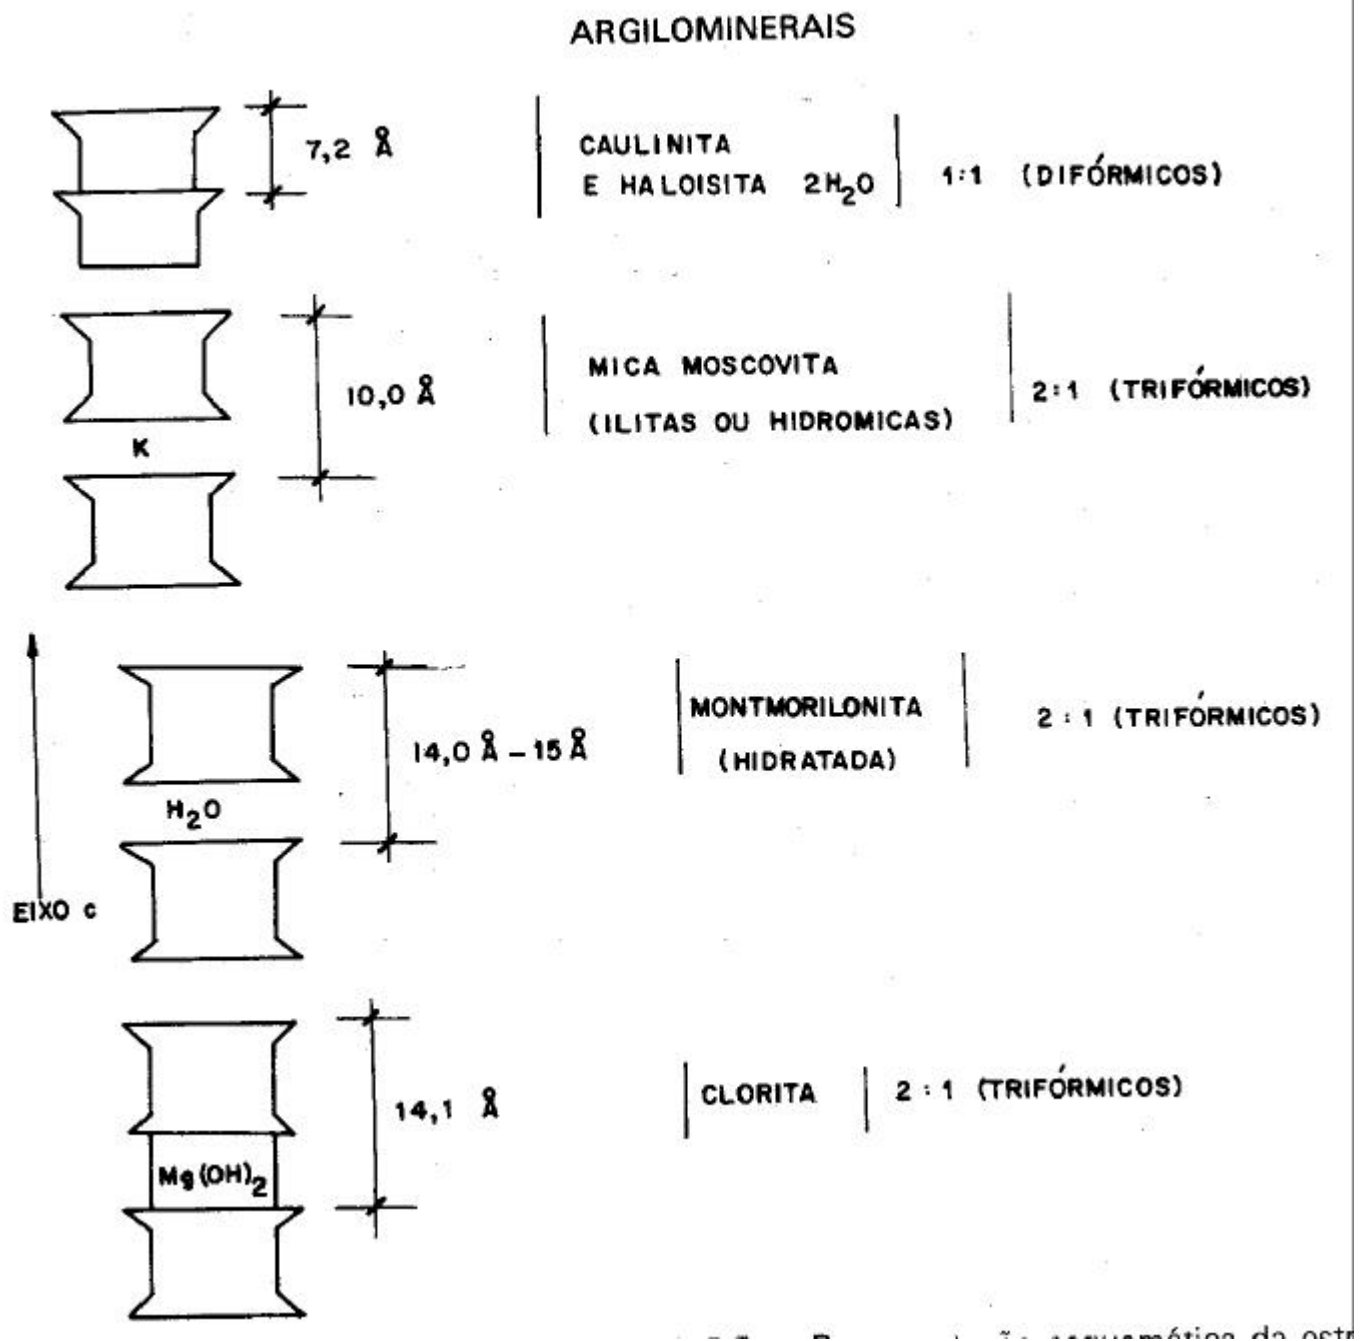 ARGILOMINERAIS
7,2 Å
CAULINITA
E HALOISITA 2H₂O
1:1 (DIFÓRMICOS)
10,0 Å
K
MICA MOSCOVITA
(ILITAS OU HIDROMICAS)
2:1 (TRIFÓRMICOS)
14,0 Å – 15 Å
H₂O
MONTMORILONITA
(HIDRATADA)
2 : 1 (TRIFÓRMICOS)
EIXO c
14,1 Å
Mg(OH)₂
CLORITA
2 : 1 (TRIFÓRMICOS)
esquemática da